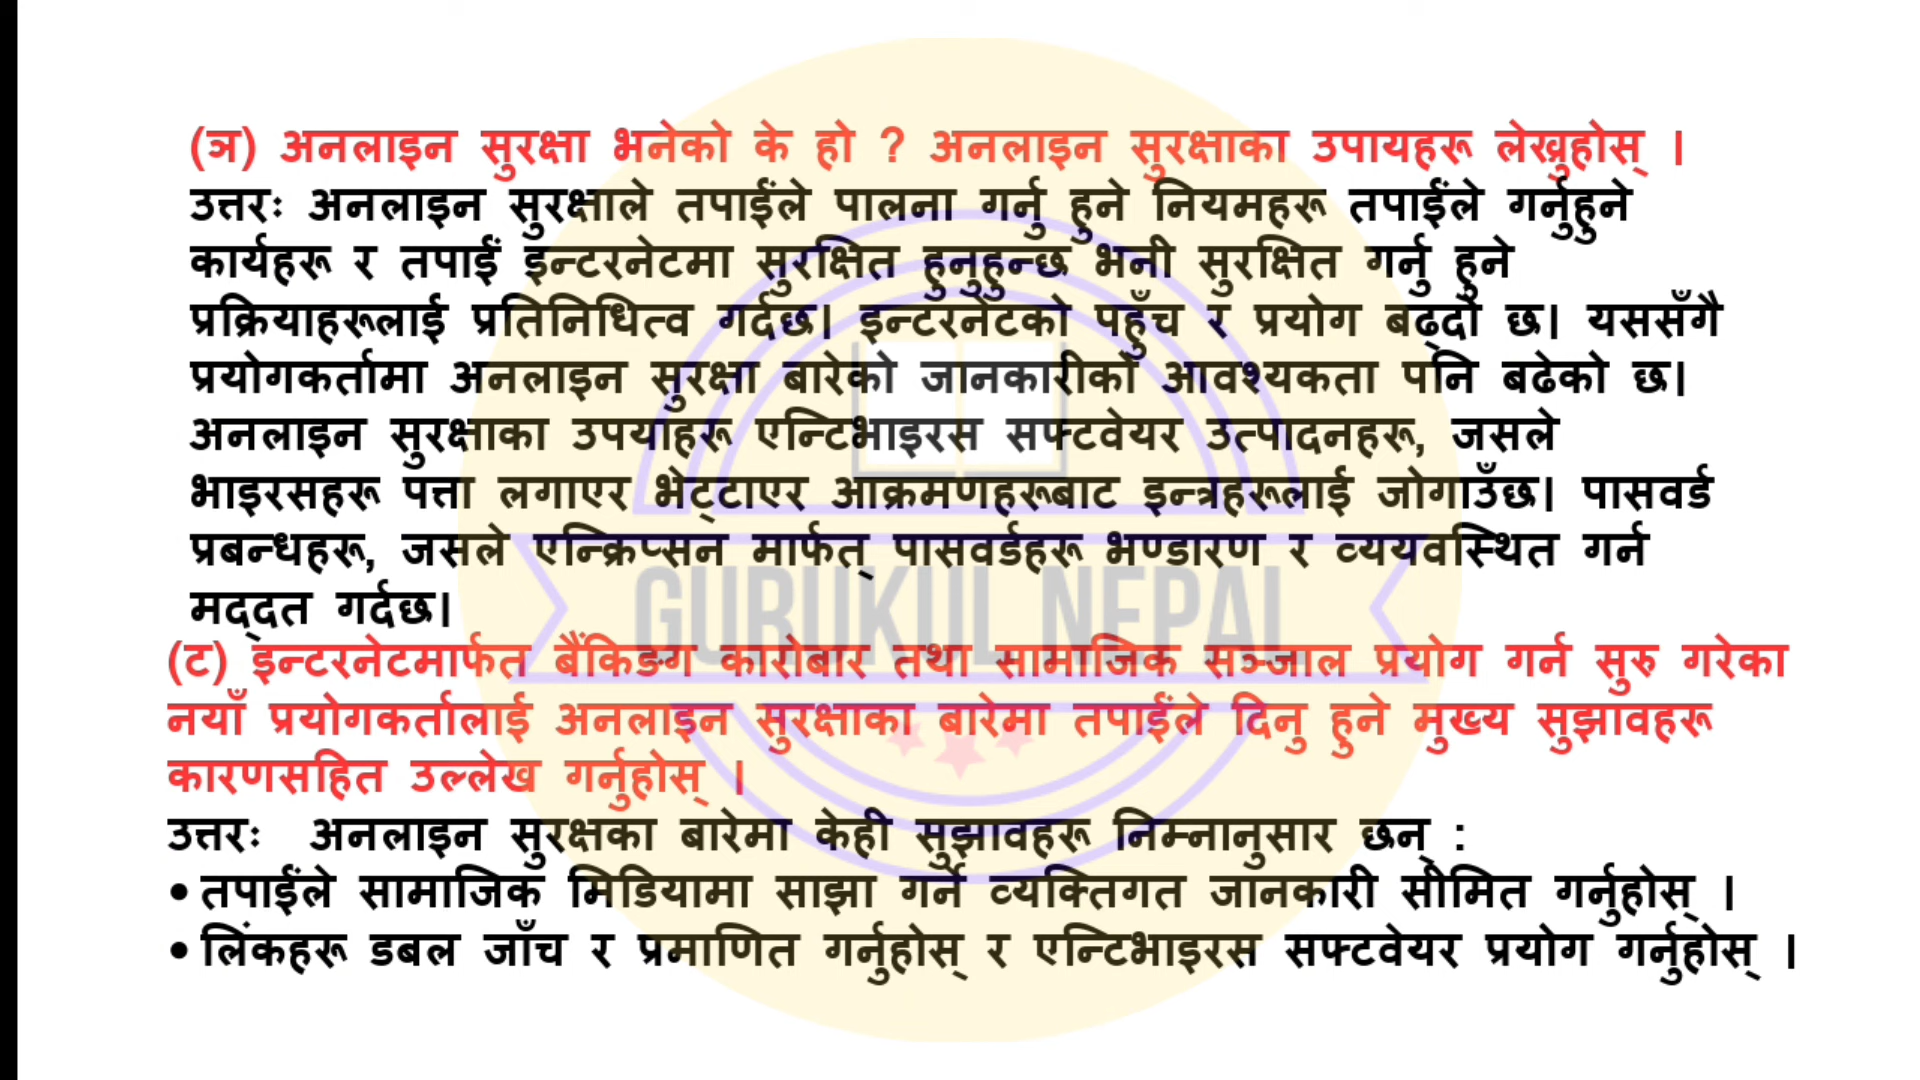 (ञ) अनलाइन सुरक्षा भनेको के हो ? अनलाइन सुरक्षाका उपायहरू लेख्नुहोस् ।
उत्तरः अनलाइन सुरक्षाले तपाईंले पालना गर्नु हुने नियमहरू तपाईंले गर्नुहुने
कार्यहरू र तपाईं इन्टरनेटमा सुरक्षित हुनुहुन्छ भनी सुरक्षित गर्नु हुने
प्रक्रियाहरूलाई प्रतिनिधित्व गर्दछ। इन्टरनेटको पहुँच र प्रयोग बढ्दो छ। यससँगै
प्रयोगकर्तामा अनलाइन सुरक्षा बारेको जानकारीको आवश्यकता पनि बढेको छ।
अनलाइन सुरक्षाका उपयाहरू एन्टिभाइरस सफ्टवेयर उत्पादनहरू, जसले
भाइरसहरू पत्ता लगाएर भेट्टाएर आक्रमणहरूबाट इन्त्रहरूलाई जोगाउँछ। पासवर्ड
प्रबन्धहरू, जसले एन्क्रिप्सन मार्फत् पासवर्डहरू भण्डारण र व्ययवस्थित गर्न
मद्द्त गर्दछ।
GURUKUL NEPAL
(ट) इन्टरनेटमार्फत बैंकिङग कारोबार तथा सामाजिक सञ्जाल प्रयोग गर्न सुरु गरेका
नयाँ प्रयोगकर्तालाई अनलाइन सुरक्षाका बारेमा तपाईंले दिनु हुने मुख्य सुझावहरू
कारणसहित उल्लेख गर्नुहोस् ।
उत्तरः अनलाइन सुरक्षका बारेमा केही सुझावहरू निम्नानुसार छन् :
• तपाईंले सामाजिक मिडियामा साझा गर्ने व्यक्तिगत जानकारी सीमित गर्नुहोस् ।
• लिंकहरू डबल जाँच र प्रमाणित गर्नुहोस् र एन्टिभाइरस सफ्टवेयर प्रयोग गर्नुहोस् ।